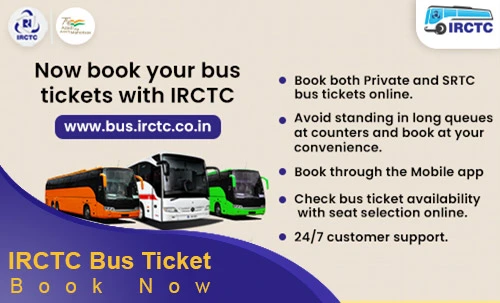 IRCTC
IRCTC
Now book your bus
tickets with IRCTC
www.bus.irctc.co.in
• Book both Private and SRTC
bus tickets online.
• Avoid standing in long queues
at counters and book at your
convenience.
• Book through the Mobile app
• Check bus ticket availability
with seat selection online.
• 24/7 customer support.
IRCTC Bus Ticket
Book Now